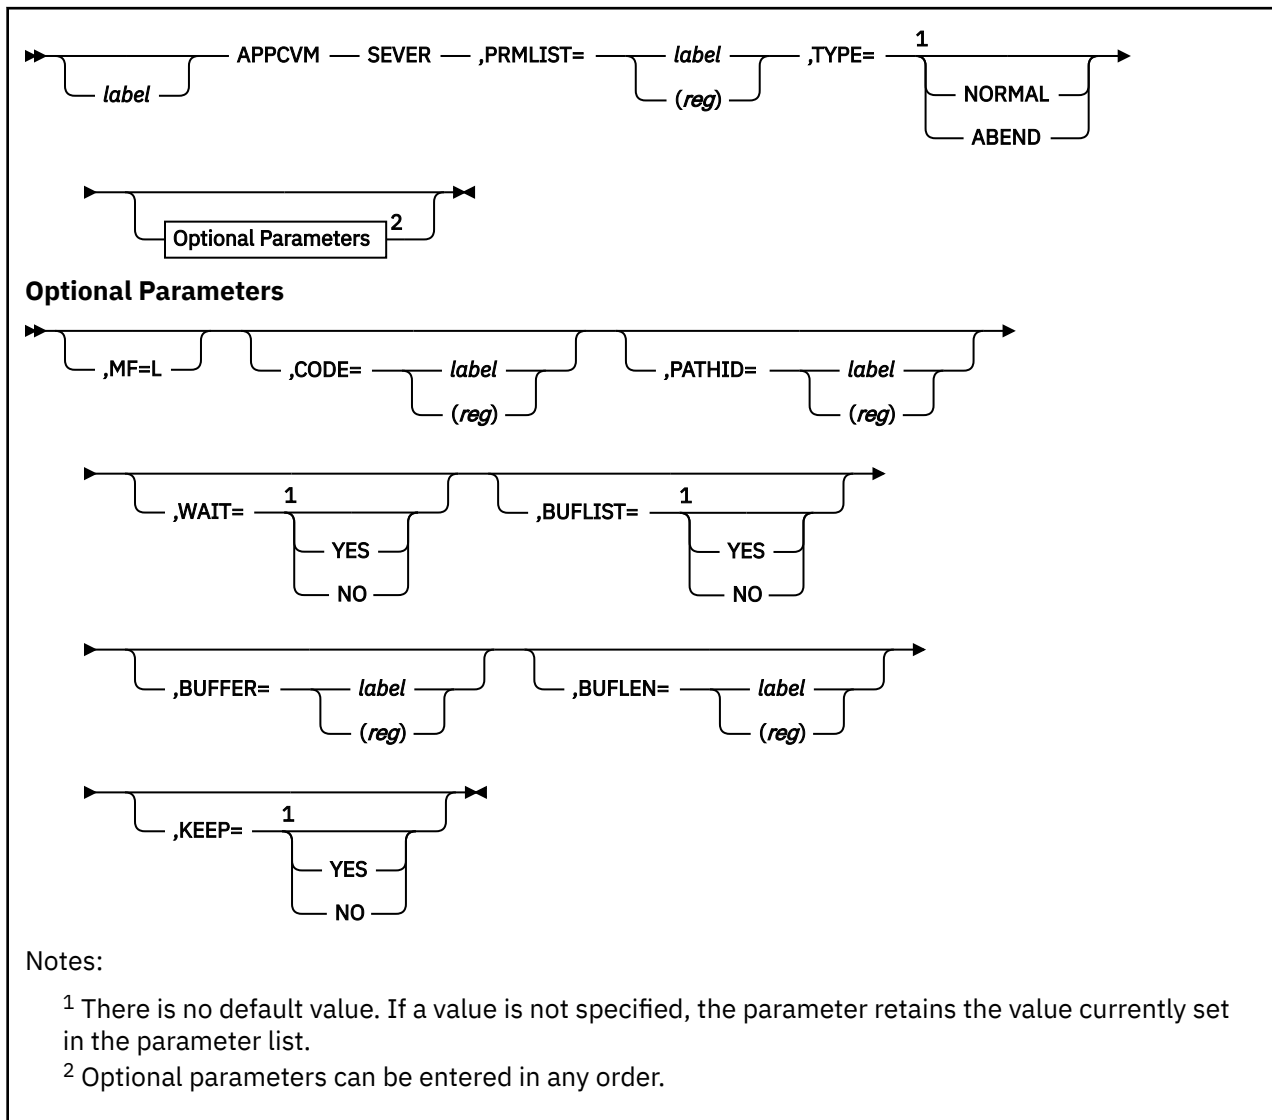 label APPCVM SEVER ,PRMLIST= label (reg) ,TYPE= 1 NORMAL ABEND
Optional Parameters 2
Optional Parameters
,MF=L ,CODE= label (reg) ,PATHID= label (reg)
,WAIT= 1 YES NO ,BUFLIST= 1 YES NO
,BUFFER= label (reg) ,BUFLEN= label (reg)
,KEEP= 1 YES NO
Notes:
1 There is no default value. If a value is not specified, the parameter retains the value currently set
in the parameter list.
2 Optional parameters can be entered in any order.